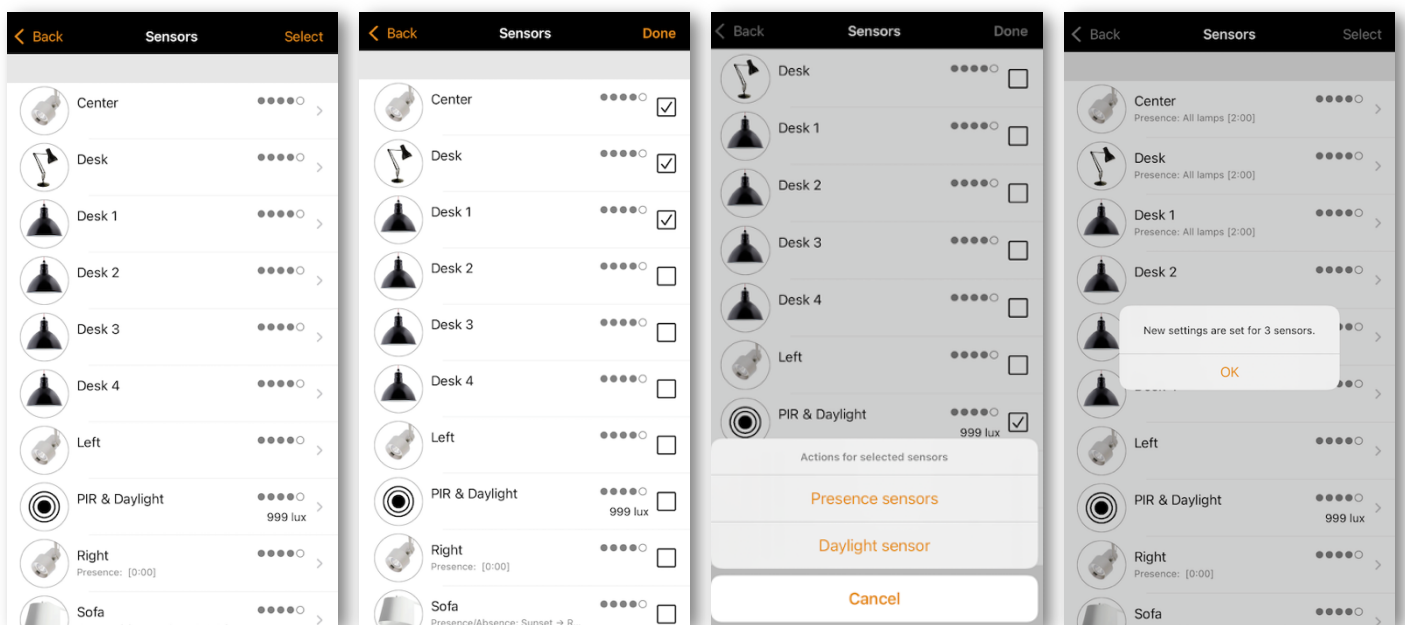 Back Sensors Select
Center
Desk
Desk 1
Desk 2
Desk 3
Desk 4
Left
PIR & Daylight
999 lux
Right
Presence: [0:00]
Sofa
Back Sensors Done
Center
Desk
Desk 1
Desk 2
Desk 3
Desk 4
Left
PIR & Daylight
999 lux
Right
Presence: [0:00]
Sofa
Presence/Absence: Sunset → R...
Back Sensors Done
Desk
Desk 1
Desk 2
Desk 3
Desk 4
Left
PIR & Daylight
999 lux
Actions for selected sensors
Presence sensors
Daylight sensor
Cancel
Back Sensors Select
Center
Presence: All lamps [2:00]
Desk
Presence: All lamps [2:00]
Desk 1
Presence: All lamps [2:00]
Desk 2
New settings are set for 3 sensors.
OK
Left
PIR & Daylight
999 lux
Right
Presence: [0:00]
Sofa